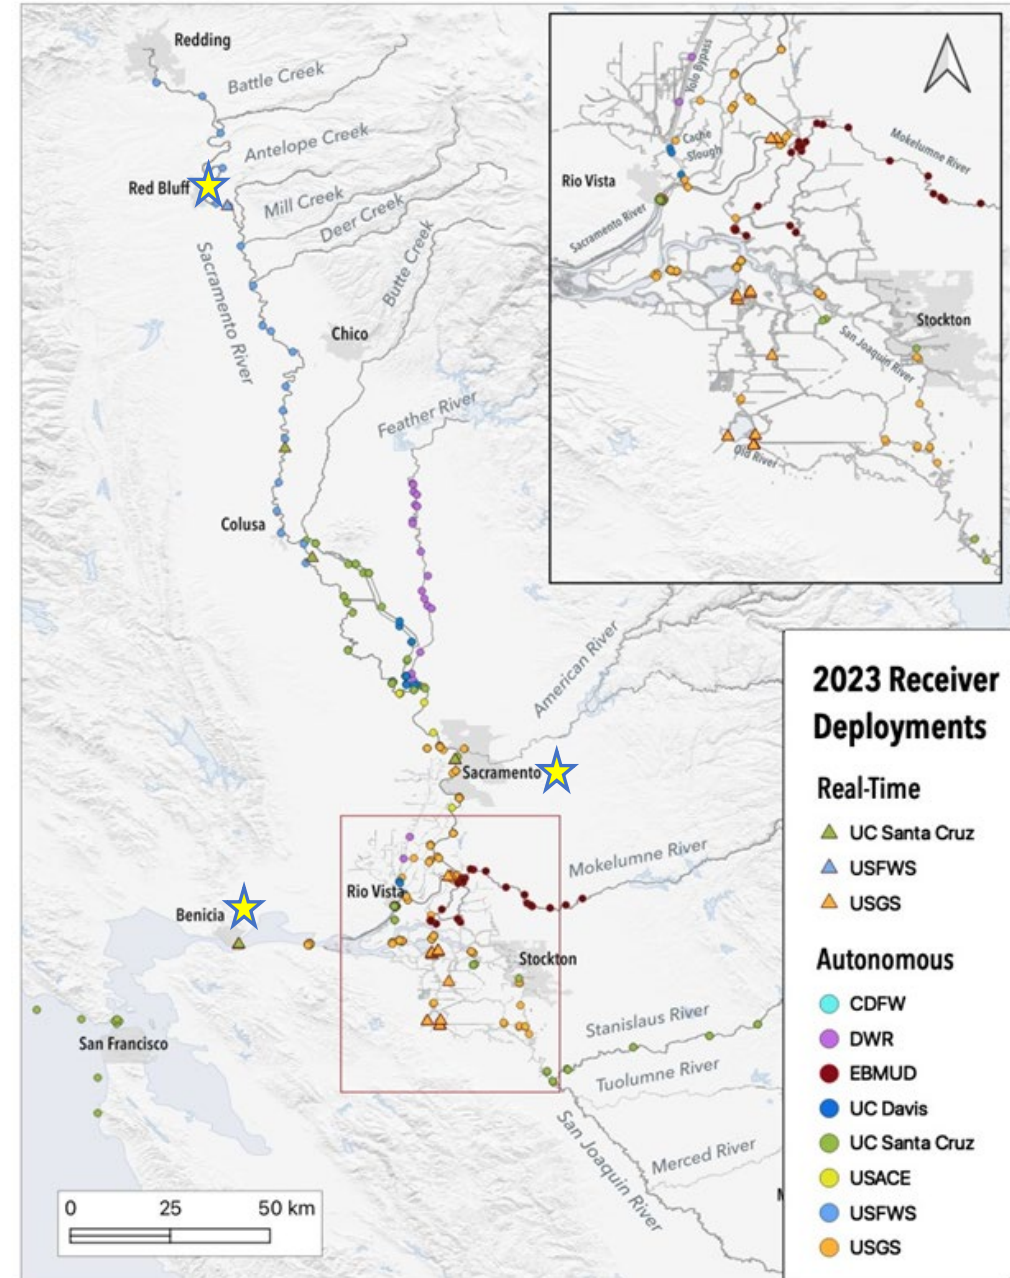 Redding
Battle Creek
Antelope Creek
Red Bluff
Mill Creek
Deer Creek
Butte Creek
Sacramento River
Chico
Feather River
Colusa
American River
Sacramento
Mokelumne River
Rio Vista
Benicia
Stockton
San Francisco
Stanislaus River
Tuolumne River
San Joaquin River
Merced River
0 25 50 km
Yolo Bypass
Cache
Slough
Mokelumne River
Rio Vista
Sacramento River
Stockton
San Joaquin River
Old River
2023 Receiver
Deployments
Real-Time
UC Santa Cruz
USFWS
USGS
Autonomous
CDFW
DWR
EBMUD
UC Davis
UC Santa Cruz
USACE
USFWS
USGS